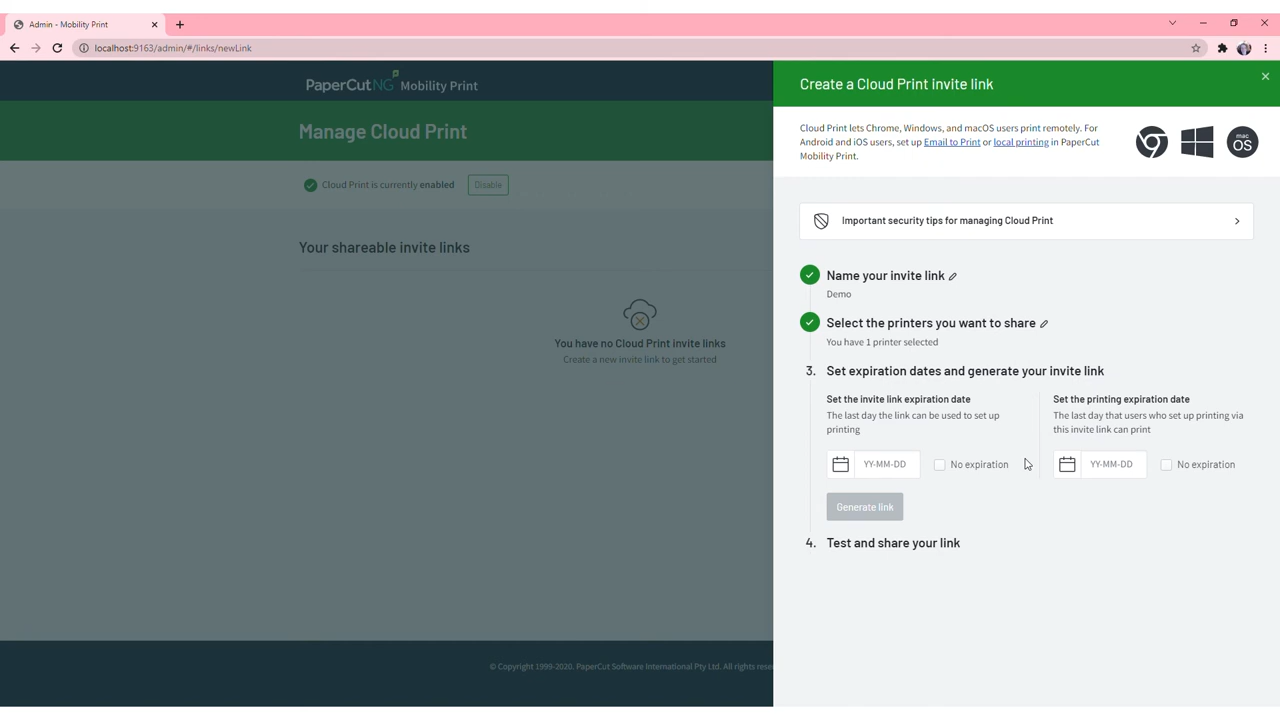 Admin - Mobility Print
localhost:9163/admin/#/links/newLink
PaperCutNG Mobility Print
Manage Cloud Print
Cloud Print is currently enabled
Disable
Your shareable invite links
You have no Cloud Print invite links
Create a new invite link to get started
© Copyright 1999-2020. PaperCut Software International Pty Ltd. All rights rese
Create a Cloud Print invite link
Cloud Print lets Chrome, Windows, and macOS users print remotely. For
Android and iOS users, set up Email to Print or local printing in PaperCut
Mobility Print.
mac
OS
Important security tips for managing Cloud Print
Name your invite link
Demo
Select the printers you want to share
You have 1 printer selected
3. Set expiration dates and generate your invite link
Set the invite link expiration date
The last day the link can be used to set up
printing
YY-MM-DD
No expiration
Set the printing expiration date
The last day that users who set up printing via
this invite link can print
YY-MM-DD
No expiration
Generate link
4. Test and share your link